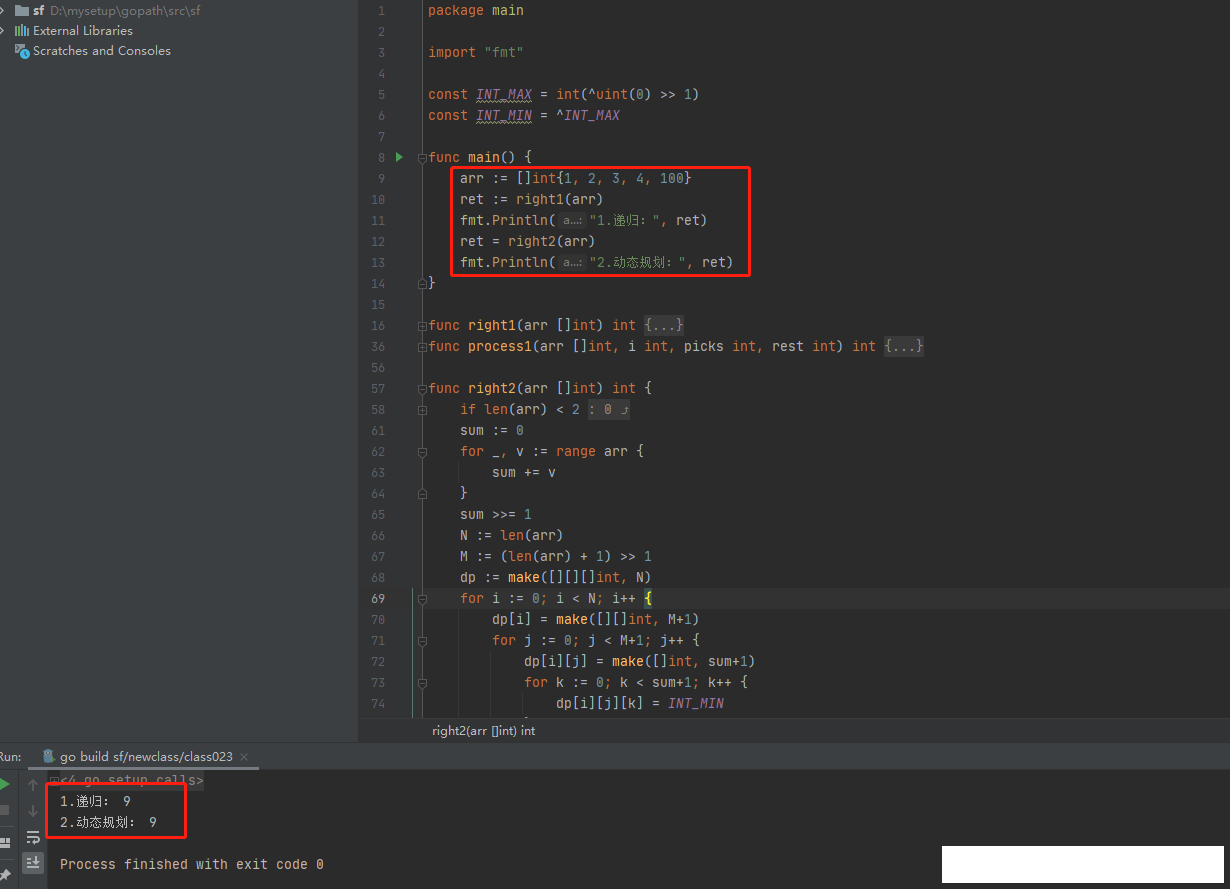 sf D:\mysetup\gopath\src\sf
External Libraries
Scratches and Consoles
1 package main
2
3 import "fmt"
4
5 const INT_MAX = int(^uint(0) >> 1)
6 const INT_MIN = ^INT_MAX
7
8 func main() {
9 arr := []int{1, 2, 3, 4, 100}
10 ret := right1(arr)
11 fmt.Println( a...: "1.递归：", ret)
12 ret = right2(arr)
13 fmt.Println( a...: "2.动态规划：", ret)
14 }
15
16 func right1(arr []int) int {...}
36 func process1(arr []int, i int, picks int, rest int) int {...}
56
57 func right2(arr []int) int {
58 if len(arr) < 2 : 0
61 sum := 0
62 for _, v := range arr {
63 sum += v
64 }
65 sum >>= 1
66 N := len(arr)
67 M := (len(arr) + 1) >> 1
68 dp := make([][][]int, N)
69 for i := 0; i < N; i++ {
70 dp[i] = make([][]int, M+1)
71 for j := 0; j < M+1; j++ {
72 dp[i][j] = make([]int, sum+1)
73 for k := 0; k < sum+1; k++ {
74 dp[i][j][k] = INT_MIN
right2(arr []int) int
Run: go build sf/newclass/class023
<4 go setup calls>
1.递归： 9
2.动态规划： 9
Process finished with exit code 0